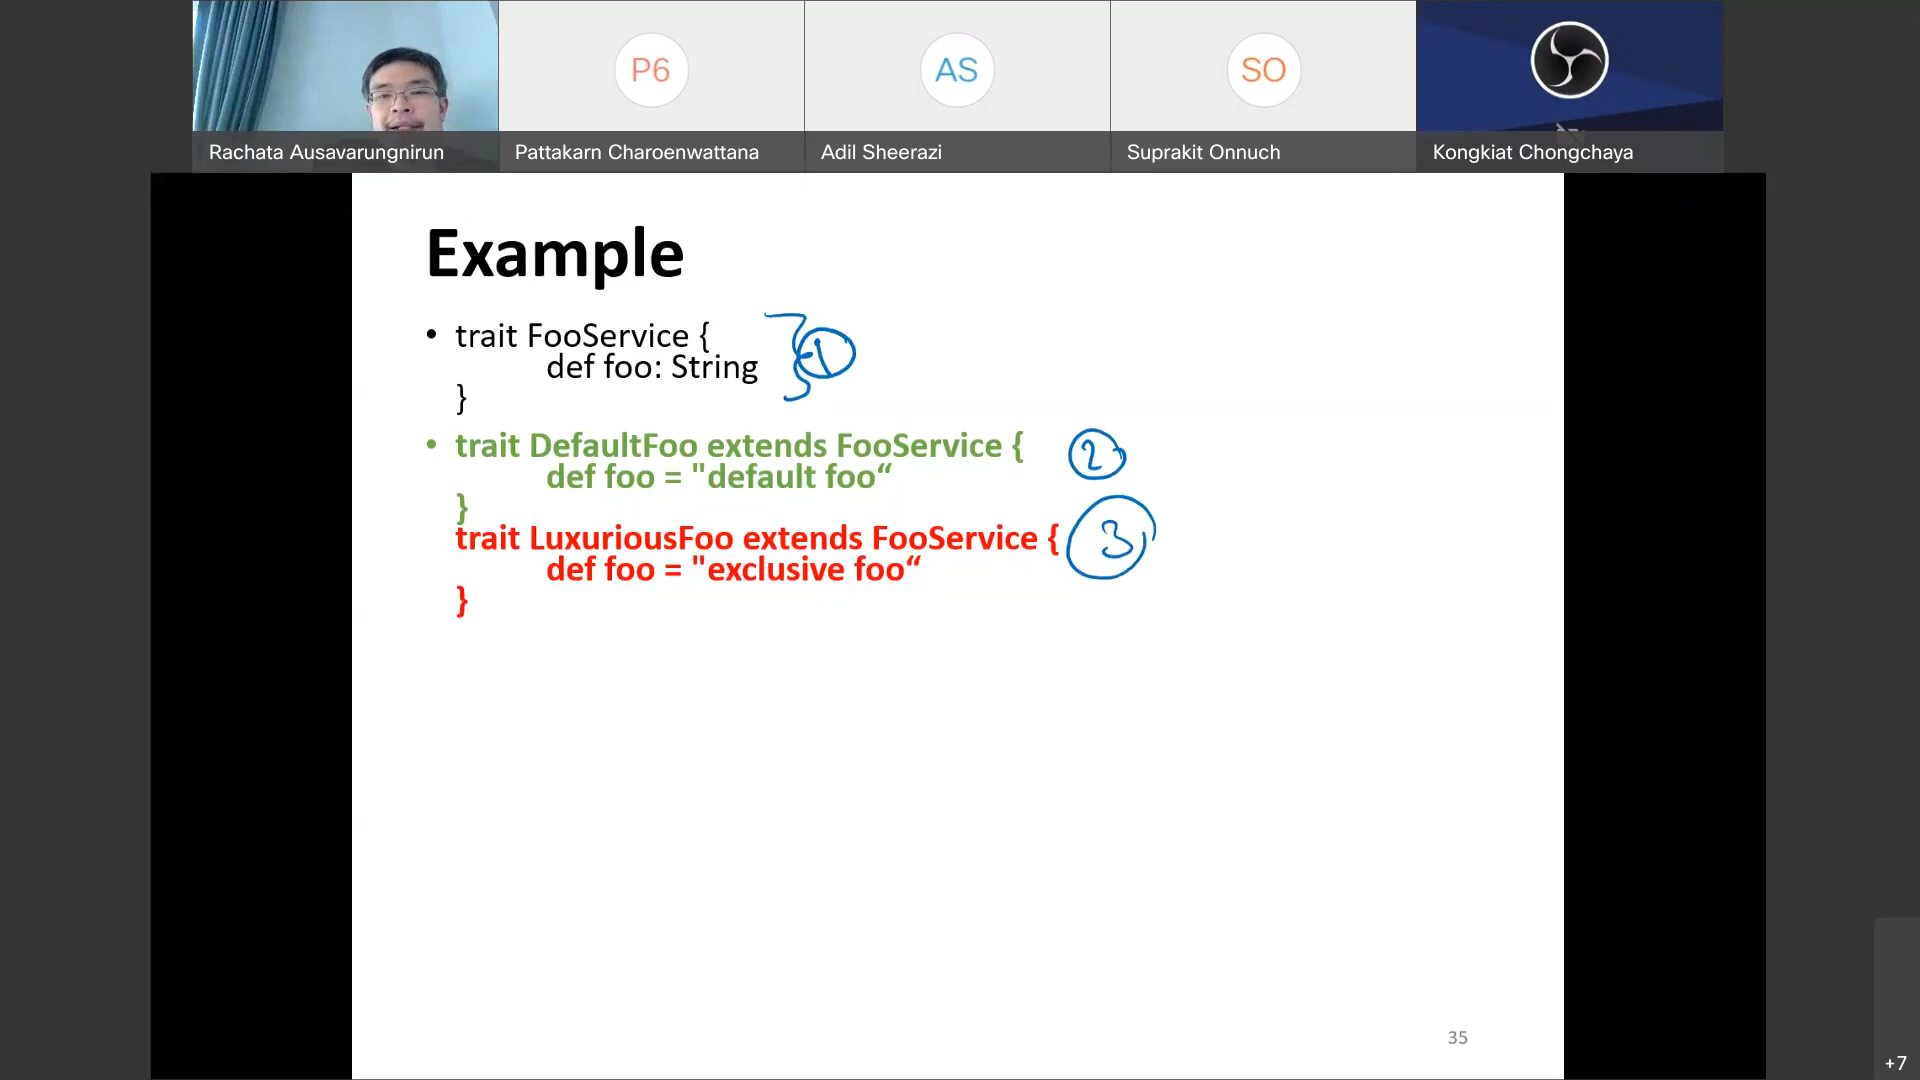 P6
AS
SO
Rachata Ausavarungnirun
Pattakarn Charoenwattana
Adil Sheerazi
Suprakit Onnuch
Kongkiat Chongchaya
Example
• trait FooService {
def foo: String
}
1
• trait DefaultFoo extends FooService {
def foo = "default foo“
}
2
trait LuxuriousFoo extends FooService {
def foo = "exclusive foo“
}
3
35
+7